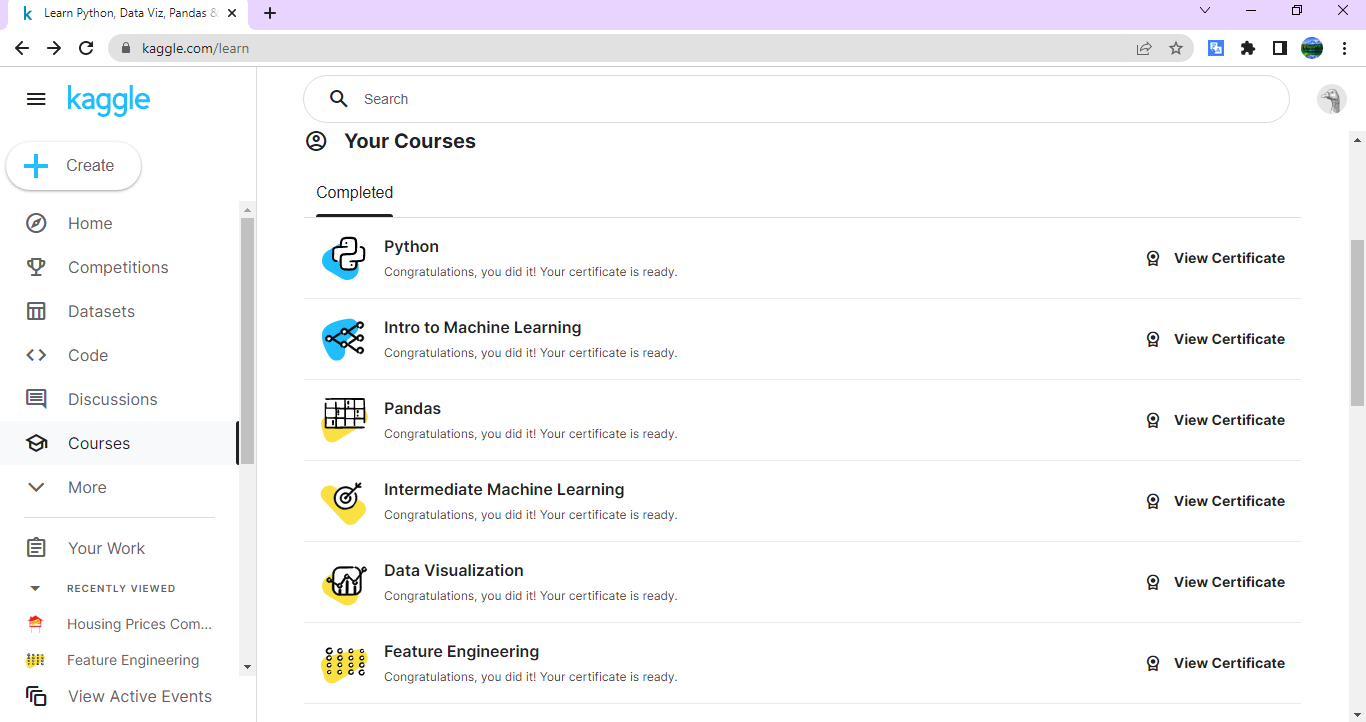 Learn Python, Data Viz, Pandas &
kaggle.com/learn
kaggle
Search
Create
Home
Competitions
Datasets
Code
Discussions
Courses
More
Your Work
RECENTLY VIEWED
Housing Prices Com...
Feature Engineering
View Active Events
Your Courses
Completed
Python
Congratulations, you did it! Your certificate is ready.
View Certificate
Intro to Machine Learning
Congratulations, you did it! Your certificate is ready.
View Certificate
Pandas
Congratulations, you did it! Your certificate is ready.
View Certificate
Intermediate Machine Learning
Congratulations, you did it! Your certificate is ready.
View Certificate
Data Visualization
Congratulations, you did it! Your certificate is ready.
View Certificate
Feature Engineering
Congratulations, you did it! Your certificate is ready.
View Certificate